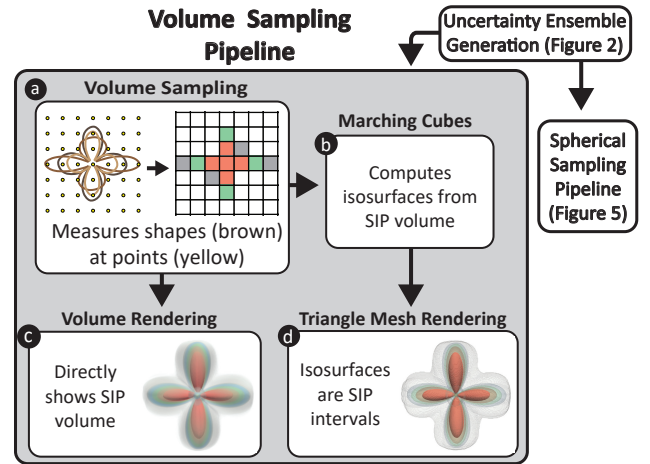 Volume Sampling
Pipeline
Uncertainty Ensemble
Generation (Figure 2)
a
Volume Sampling
Measures shapes (brown)
at points (yellow)
Marching Cubes
b
Computes
isosurfaces from
SIP volume
Spherical
Sampling
Pipeline
(Figure 5)
Volume Rendering
c
Directly
shows SIP
volume
Triangle Mesh Rendering
d
Isosurfaces
are SIP
intervals